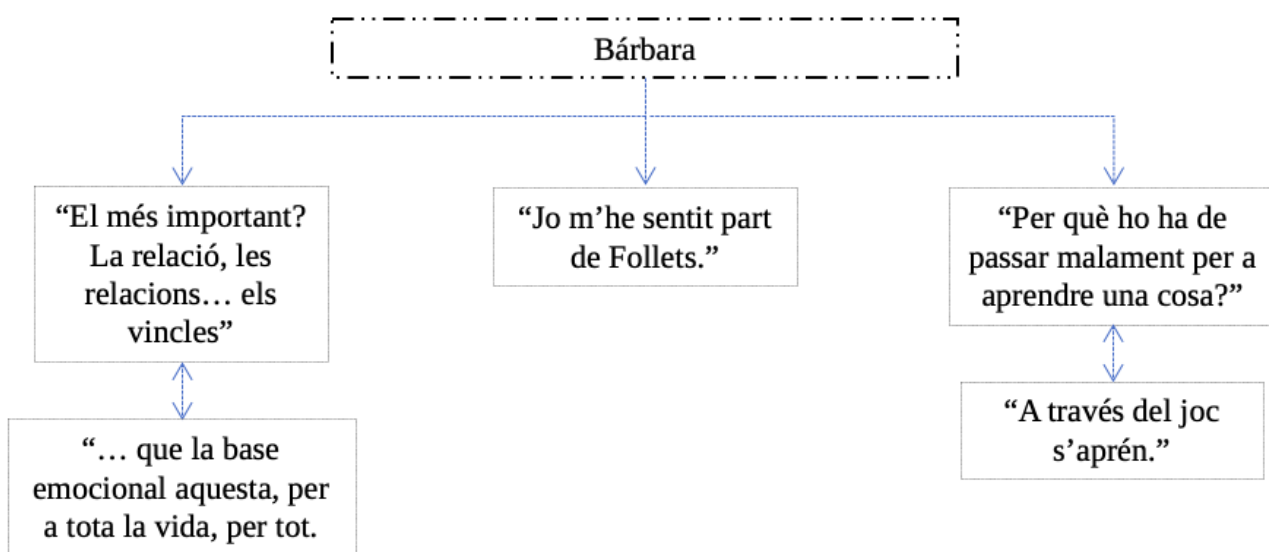 Bárbara
“El més important?
La relació, les
relacions… els
vincles”
“Jo m’he sentit part
de Follets.”
“Per què ho ha de
passar malament per a
aprendre una cosa?”
“… que la base
emocional aquesta, per
a tota la vida, per tot.
“A través del joc
s’aprén.”